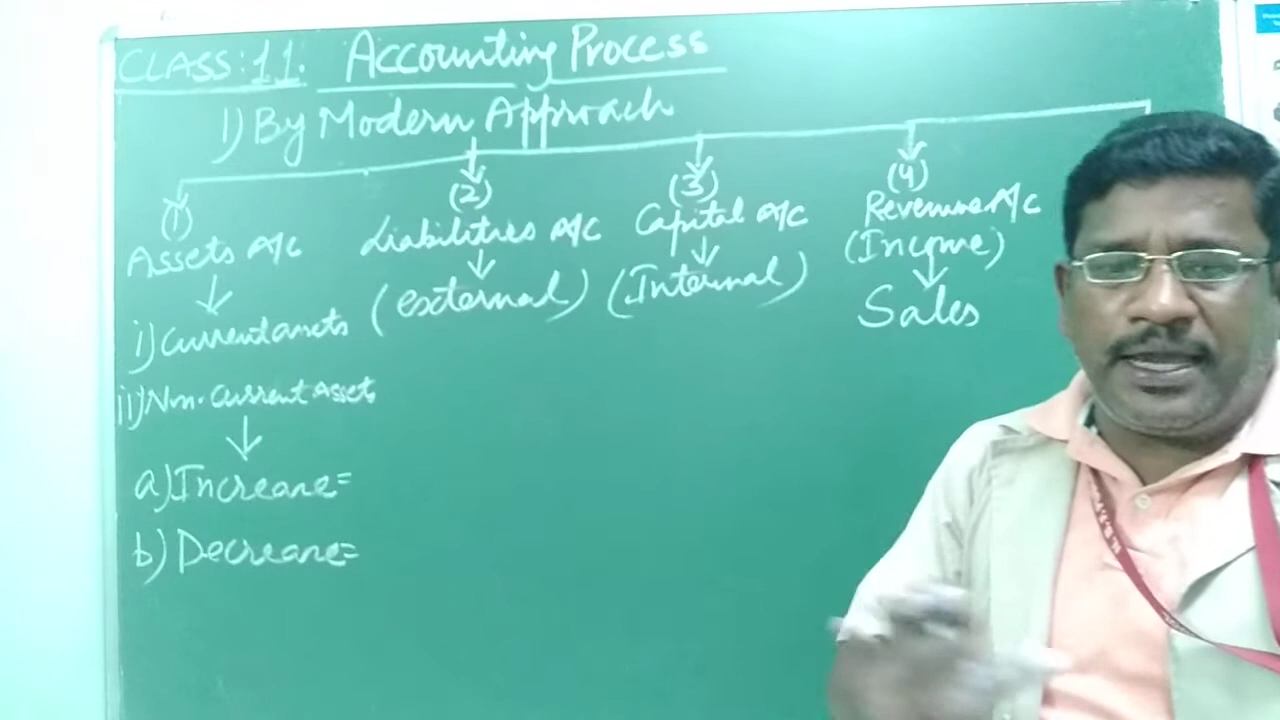 CLASS: 11. Accounting Process
1) By Modern Approach
(1) (2) (3) (4)
Assets A/c Liabilities A/c Capital A/c Revenue A/c
(external) (Internal) (Income)
i) Current assets Sales
ii) Non-Current Assets
a) Increase=
b) Decrease=